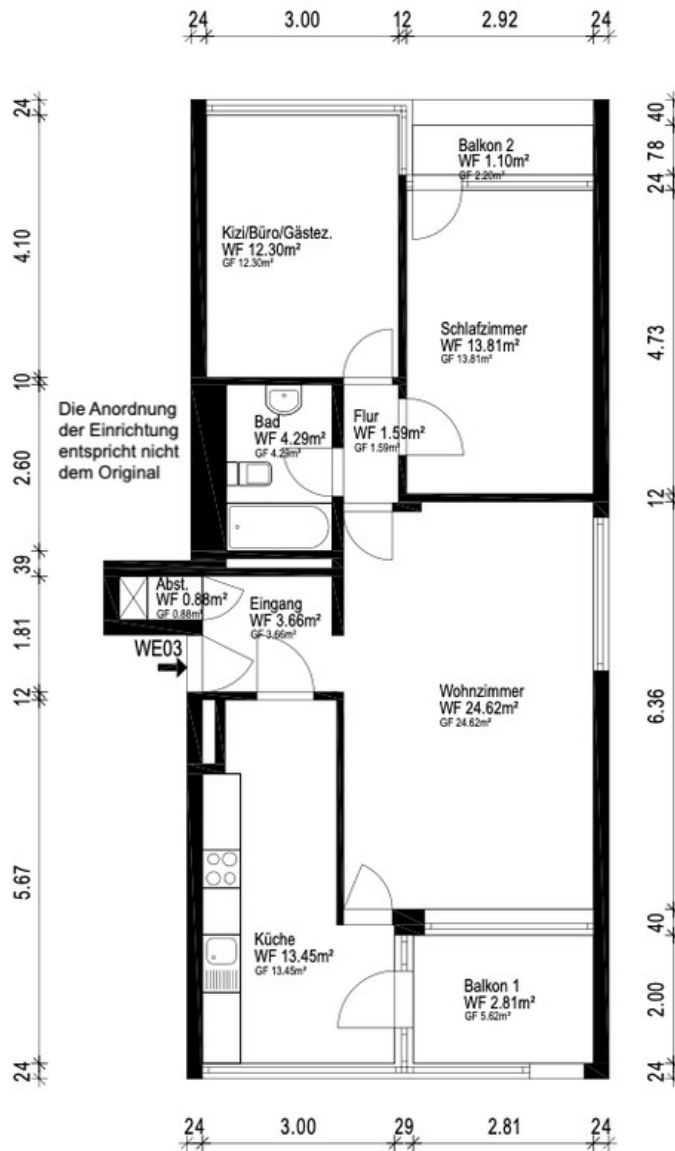 24 3.00 12 2.92 24
24
4.10
10
2.60
39
1.81
12
5.67
24
40
78
24
4.73
12
6.36
40
2.00
24
Balkon 2
WF 1.10m²
GF 2.20m²
Kizi/Büro/Gästez.
WF 12.30m²
GF 12.30m²
Schlafzimmer
WF 13.81m²
GF 13.81m²
Die Anordnung
der Einrichtung
entspricht nicht
dem Original
Bad
WF 4.29m²
GF 4.29m²
Flur
WF 1.59m²
GF 1.59m²
Abst.
WF 0.88m²
GF 0.88m²
Eingang
WF 3.66m²
GF 3.66m²
WE03
Wohnzimmer
WF 24.62m²
GF 24.62m²
Küche
WF 13.45m²
GF 13.45m²
Balkon 1
WF 2.81m²
GF 5.62m²
24 3.00 29 2.81 24